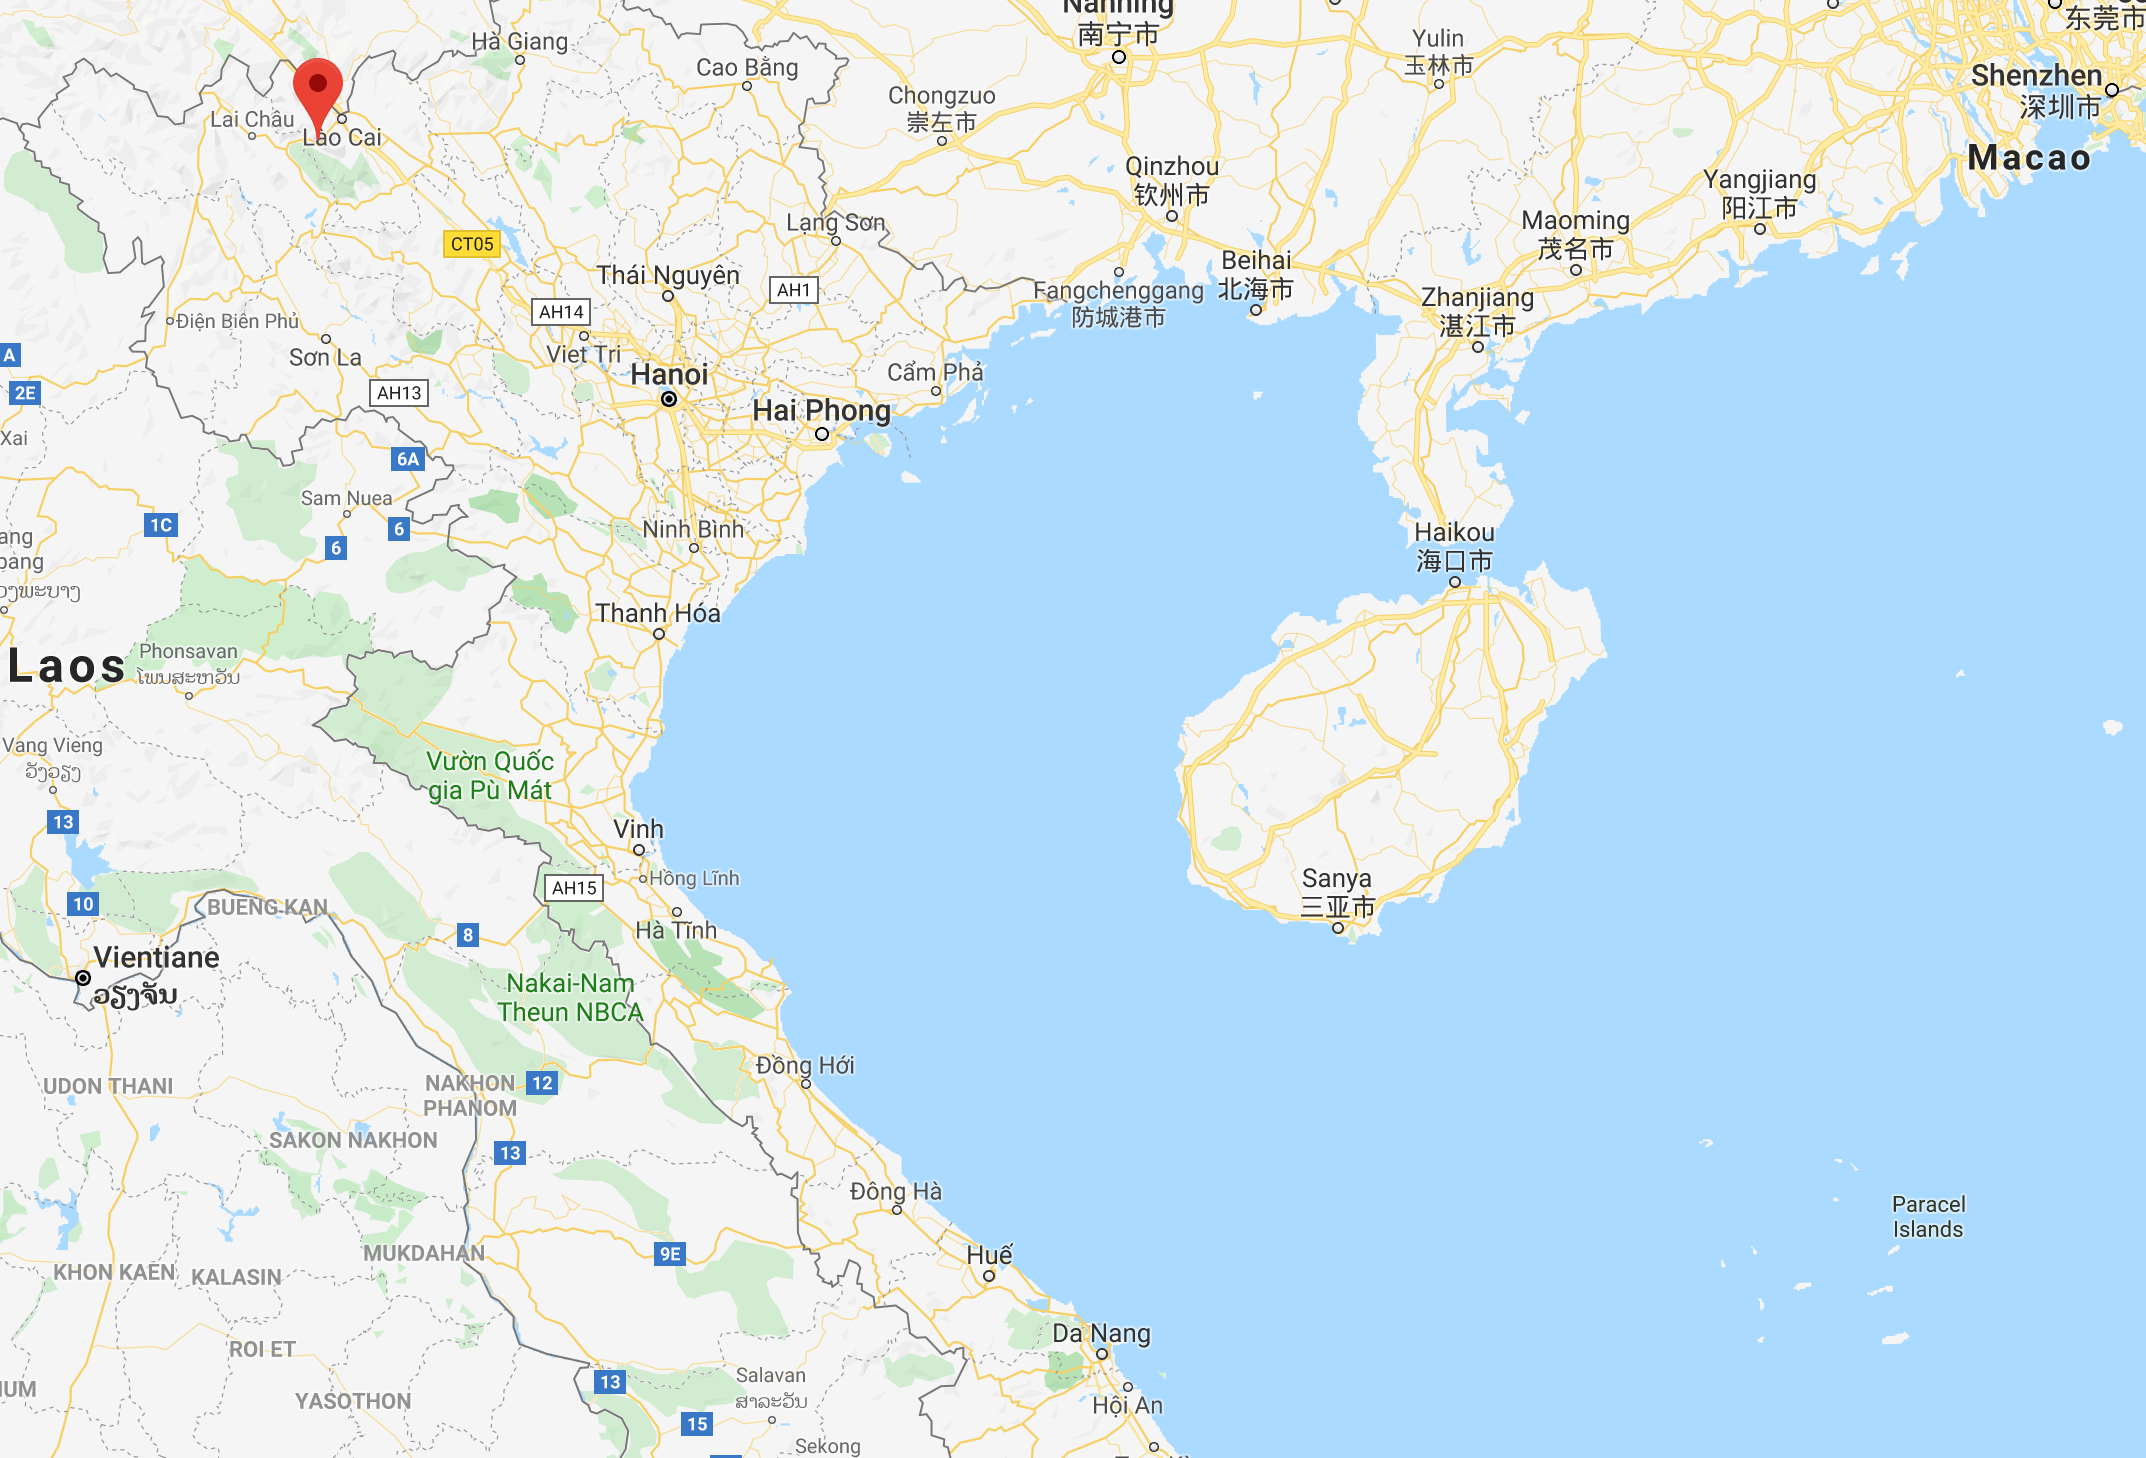 Nanning
南宁市
东莞市
Hà Giang
Yulin
玉林市
Cao Bằng
Shenzhen
深圳市
Chongzuo
崇左市
Lai Châu
Lào Cai
Macao
Qinzhou
钦州市
Yangjiang
阳江市
Lạng Sơn
Maoming
茂名市
CT05
Beihai
北海市
Thái Nguyên
AH1
Fangchenggang
防城港市
Zhanjiang
湛江市
AH14
Điện Biên Phủ
Sơn La
Viet Tri
A
Hanoi
Cẩm Phả
2E
AH13
Hai Phong
Xai
6A
Sam Nuea
1C
6
6
Ninh Bình
Haikou
海口市
ang
bang
ວງພະບາງ
Thanh Hóa
Laos
Phonsavan
ໂພນສະຫວັນ
Vang Vieng
ວັງວຽງ
Vườn Quốc
gia Pù Mát
13
Vinh
AH15
Hồng Lĩnh
Sanya
三亚市
10
BUENG KAN
8
Hà Tĩnh
Vientiane
ວຽງຈັນ
Nakai-Nam
Theun NBCA
Đồng Hới
UDON THANI
NAKHON
PHANOM
12
SAKON NAKHON
13
Đông Hà
Paracel
Islands
MUKDAHAN
9E
Huế
KHON KAEN
KALASIN
Da Nang
ROI ET
Salavan
ສາລະວັນ
13
HUM
YASOTHON
Hội An
15
Sekong